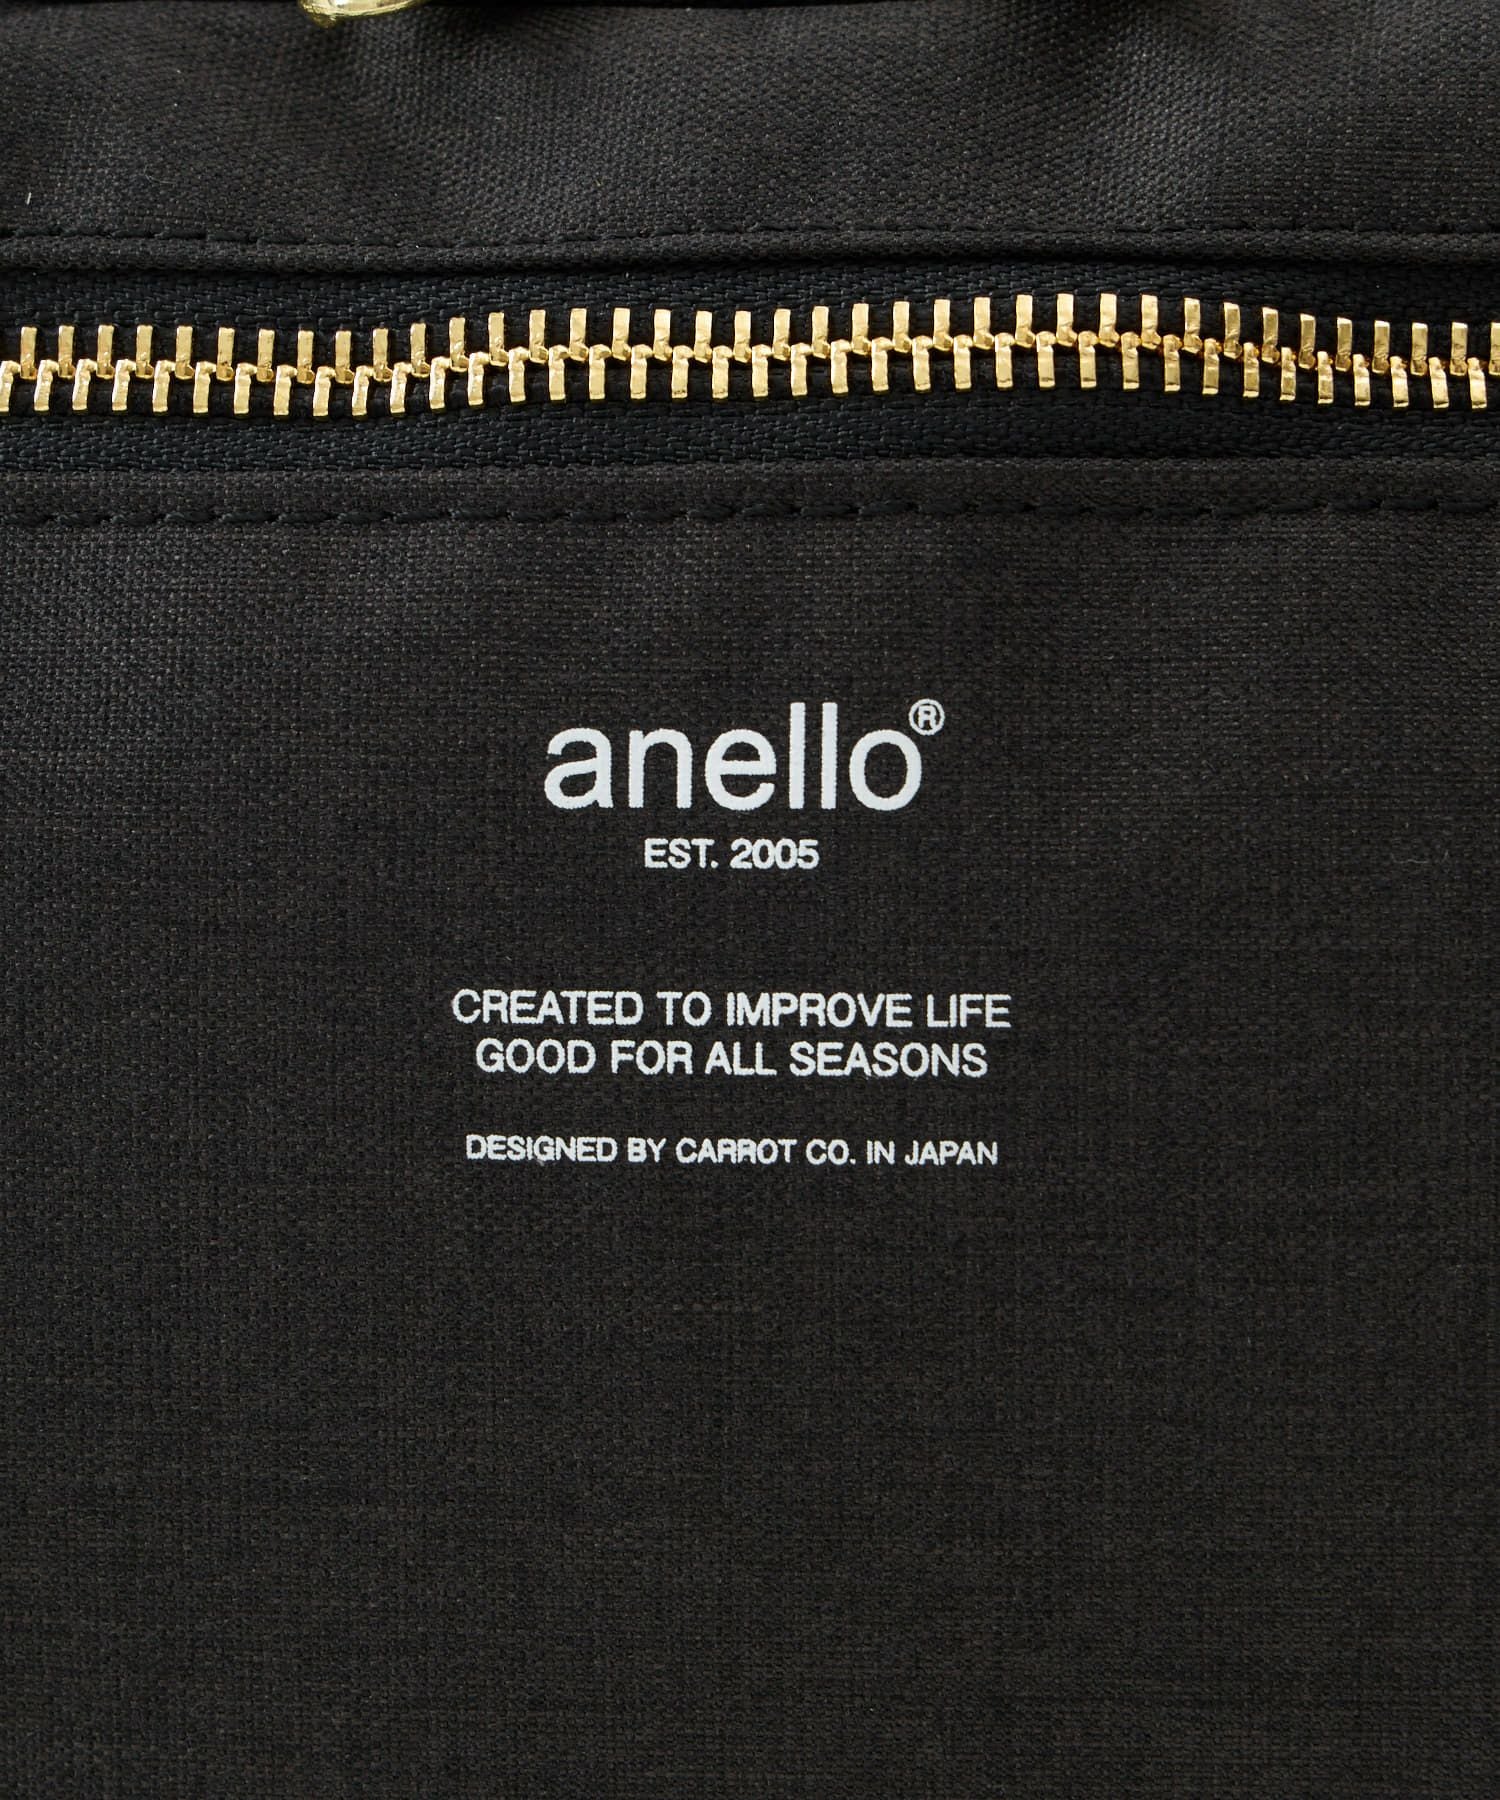 anello®
EST. 2005
CREATED TO IMPROVE LIFE
GOOD FOR ALL SEASONS
DESIGNED BY CARROT CO. IN JAPAN